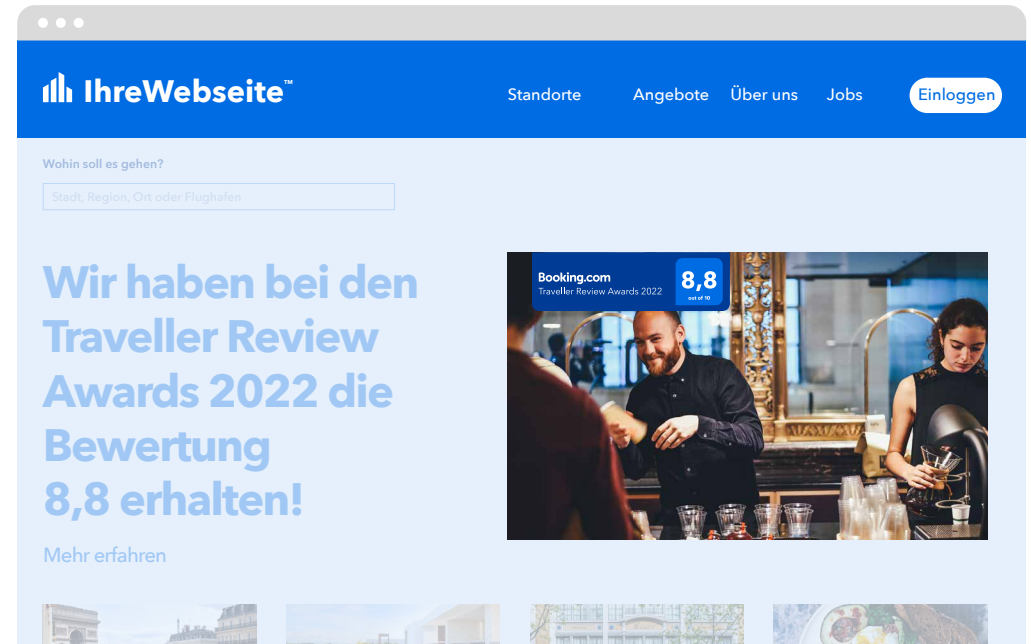 IhreWebseite™
Standorte Angebote Über uns Jobs Einloggen
Wohin soll es gehen?
Stadt, Region, Ort oder Flughafen
Wir haben bei den
Traveller Review
Awards 2022 die
Bewertung
8,8 erhalten!
Mehr erfahren
Booking.com
Traveller Review Awards 2022
8,8
out of 10